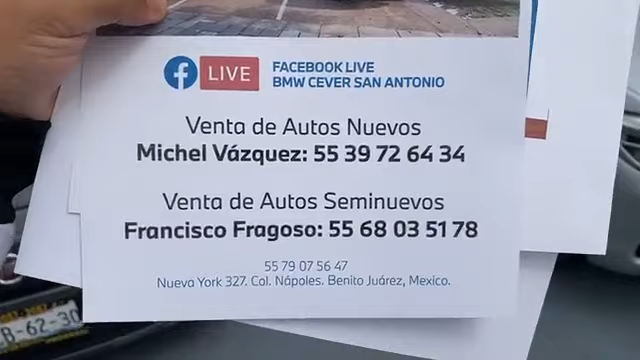 LIVE
FACEBOOK LIVE
BMW CEVER SAN ANTONIO
Venta de Autos Nuevos
Michel Vázquez: 55 39 72 64 34
Venta de Autos Seminuevos
Francisco Fragoso: 55 68 03 51 78
55 79 07 56 47
Nueva York 327. Col. Nápoles. Benito Juárez, Mexico.
B-62-30